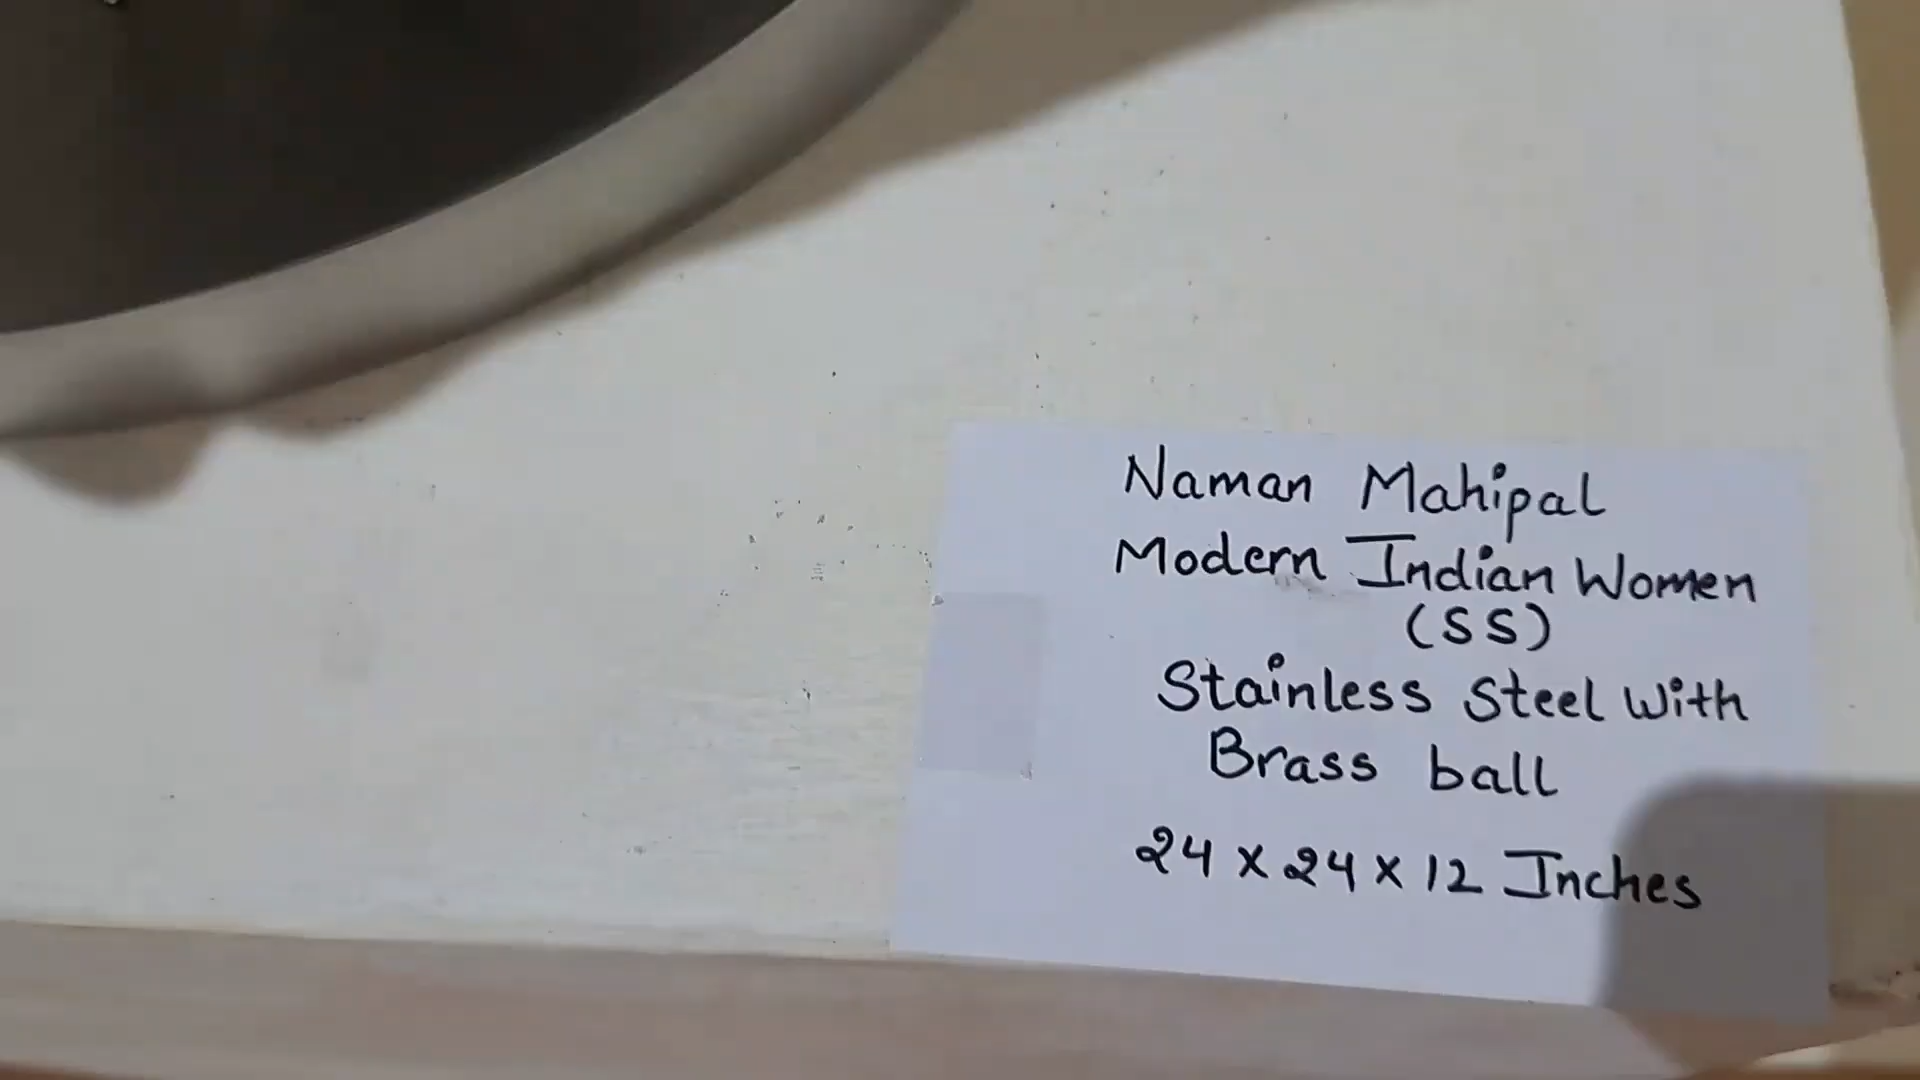 Naman Mahipal
Modern Indian Women
(SS)
Stainless Steel With
Brass ball
24 x 24 x 12 Inches